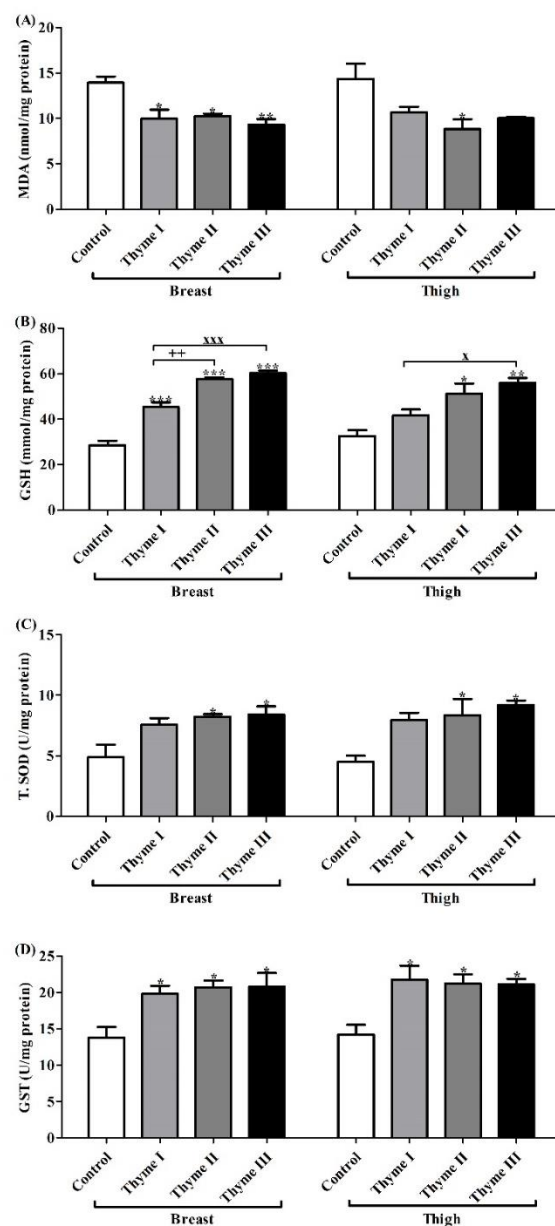 (A)
MDA (nmol/mg protein)
20
15
10
5
0
* * ** *
Control Thyme I Thyme II Thyme III Control Thyme I Thyme II Thyme III
Breast Thigh
(B)
GSH (mmol/mg protein)
80
60
40
20
0
xxx
++
x
*** *** *** * **
Control Thyme I Thyme II Thyme III Control Thyme I Thyme II Thyme III
Breast Thigh
(C)
T. SOD (U/mg protein)
15
10
5
0
* * * *
Control Thyme I Thyme II Thyme III Control Thyme I Thyme II Thyme III
Breast Thigh
(D)
GST (U/mg protein)
25
20
15
10
5
0
* * * * * *
Control Thyme I Thyme II Thyme III Control Thyme I Thyme II Thyme III
Breast Thigh